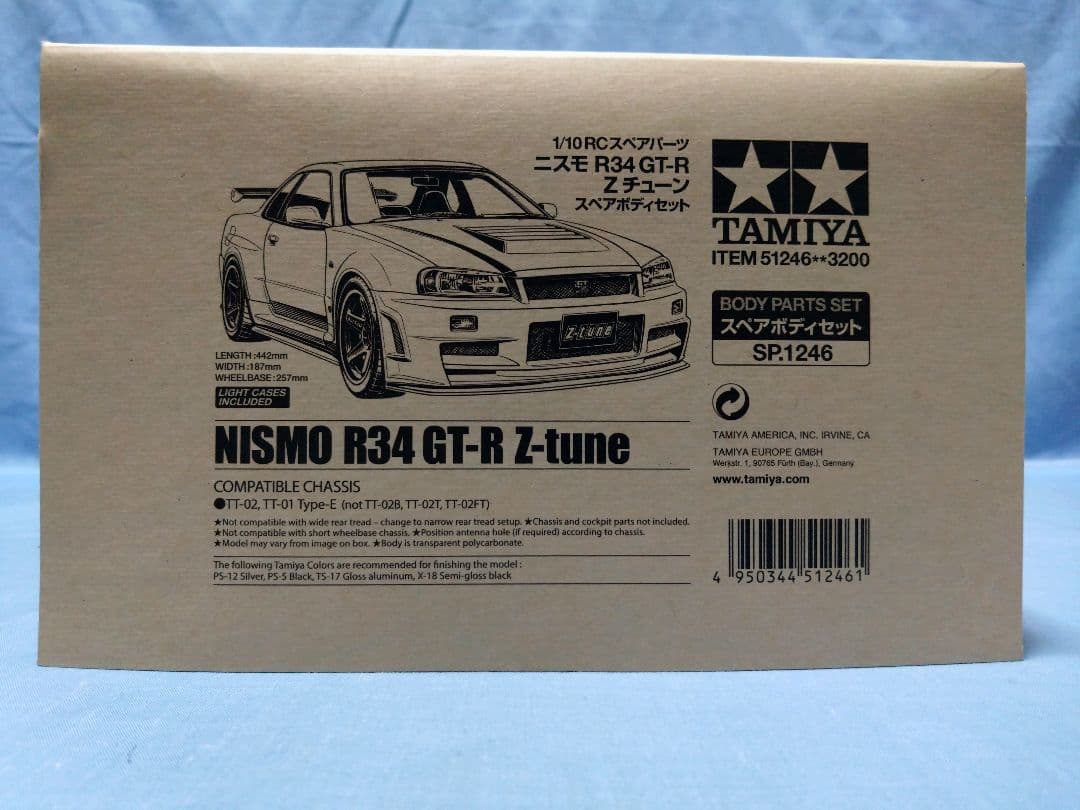 1/10 RCスペアパーツ
ニスモ R34 GT-R
Z チューン
スペアボディセット
TAMIYA
ITEM 51246**3200
BODY PARTS SET
スペアボディセット
SP.1246
Z-tune
LENGTH :442mm
WIDTH :187mm
WHEELBASE :257mm
LIGHT CASES
INCLUDED
NISMO R34 GT-R Z-tune
COMPATIBLE CHASSIS
●TT-02, TT-01 Type-E (not TT-02B, TT-02T, TT-02FT)
★Not compatible with wide rear tread – change to narrow rear tread setup. ★Chassis and cockpit parts not included.
★Not compatible with short wheelbase chassis. ★Position antenna hole (if required) according to chassis.
★Model may vary from image on box. ★Body is transparent polycarbonate.
The following Tamiya Colors are recommended for finishing the model :
PS-12 Silver, PS-5 Black, TS-17 Gloss aluminum, X-18 Semi-gloss black
TAMIYA AMERICA, INC. IRVINE, CA
TAMIYA EUROPE GMBH
Werkstr. 1, 90765 Fürth (Bay.), Germany
www.tamiya.com
4 950344 512461